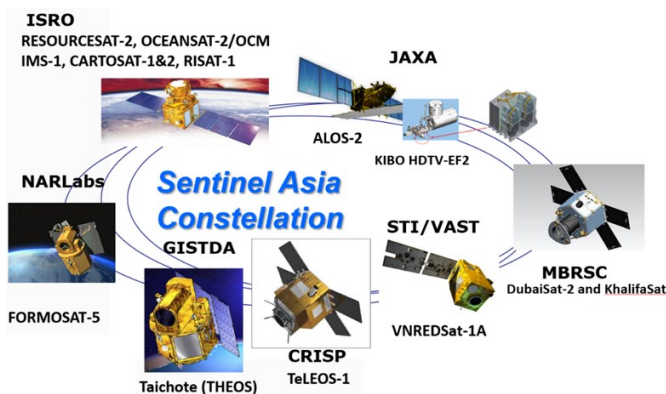 ISRO
RESOURCESAT-2, OCEANSAT-2/OCM
IMS-1, CARTOSAT-1&2, RISAT-1
JAXA
ALOS-2
KIBO HDTV-EF2
NARLabs
FORMOSAT-5
Sentinel Asia
Constellation
GISTDA
Taichote (THEOS)
CRISP
TeLEOS-1
STI/VAST
VNREDSat-1A
MBRSC
DubaiSat-2 and KhalifaSat